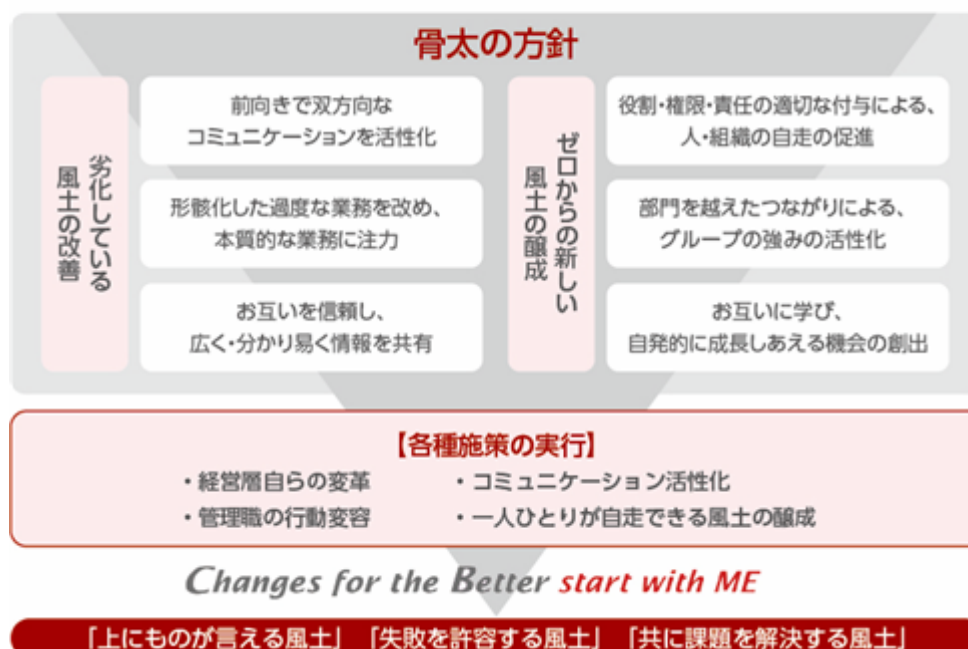 骨太の方針
劣化している
風土の改善
前向きで双方向な
コミュニケーションを活性化
形骸化した過度な業務を改め、
本質的な業務に注力
お互いを信頼し、
広く・分かり易く情報を共有
ゼロからの新しい
風土の醸成
役割・権限・責任の適切な付与による、
人・組織の自走の促進
部門を越えたつながりによる、
グループの強みの活性化
お互いに学び、
自発的に成長しあえる機会の創出
【各種施策の実行】
・経営層自らの変革
・管理職の行動変容
・コミュニケーション活性化
・一人ひとりが自走できる風土の醸成
Changes for the Better start with ME
「上にものが言える風土」 「失敗を許容する風土」 「共に課題を解決する風土」